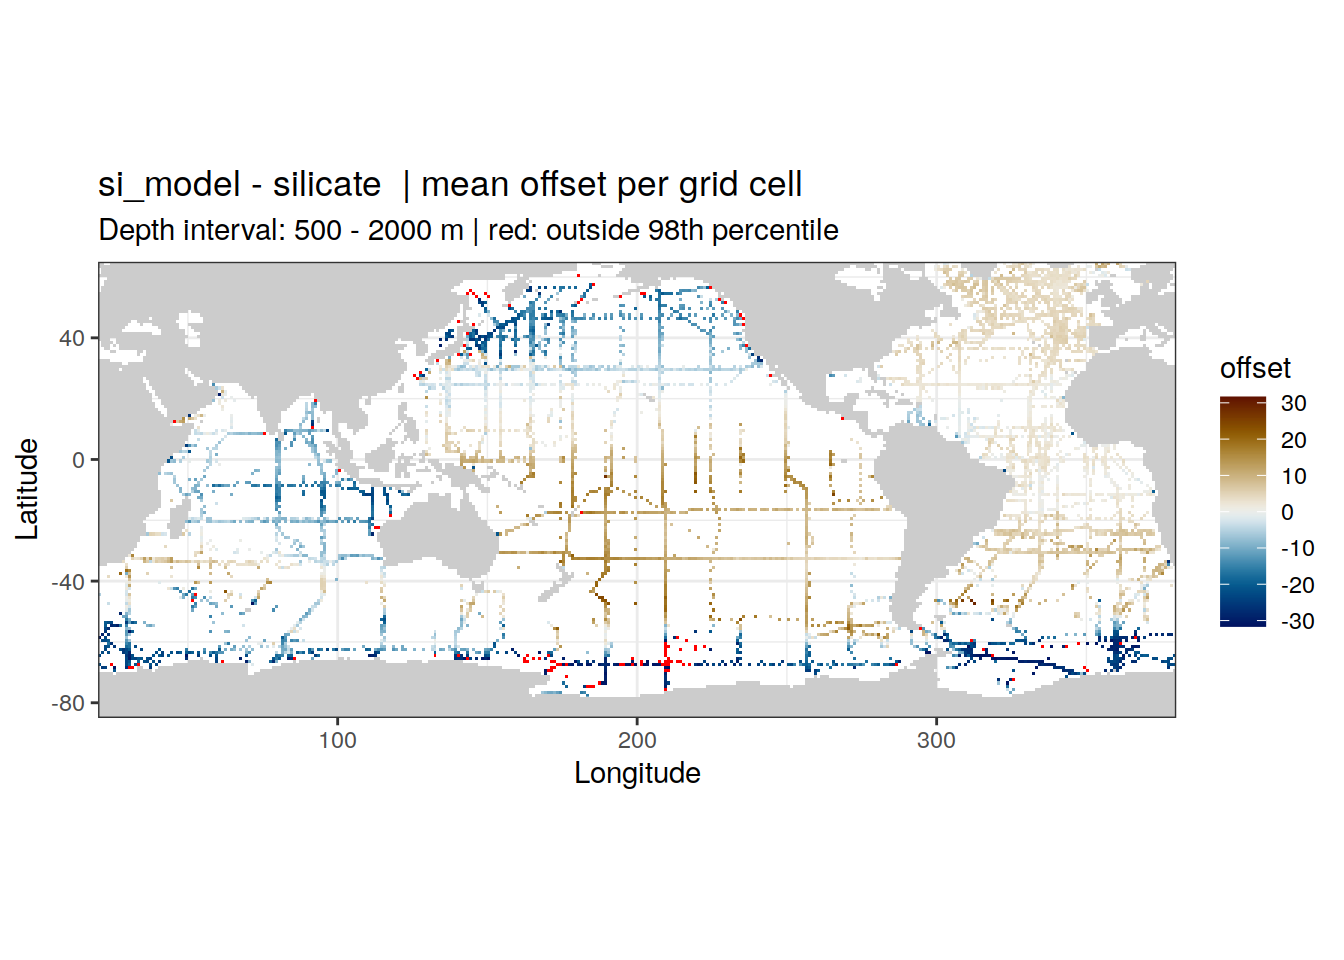 si_model - silicate | mean offset per grid cell
Depth interval: 500 - 2000 m | red: outside 98th percentile
Latitude
40
0
-40
-80
100
200
300
Longitude
offset
30
20
10
0
-10
-20
-30